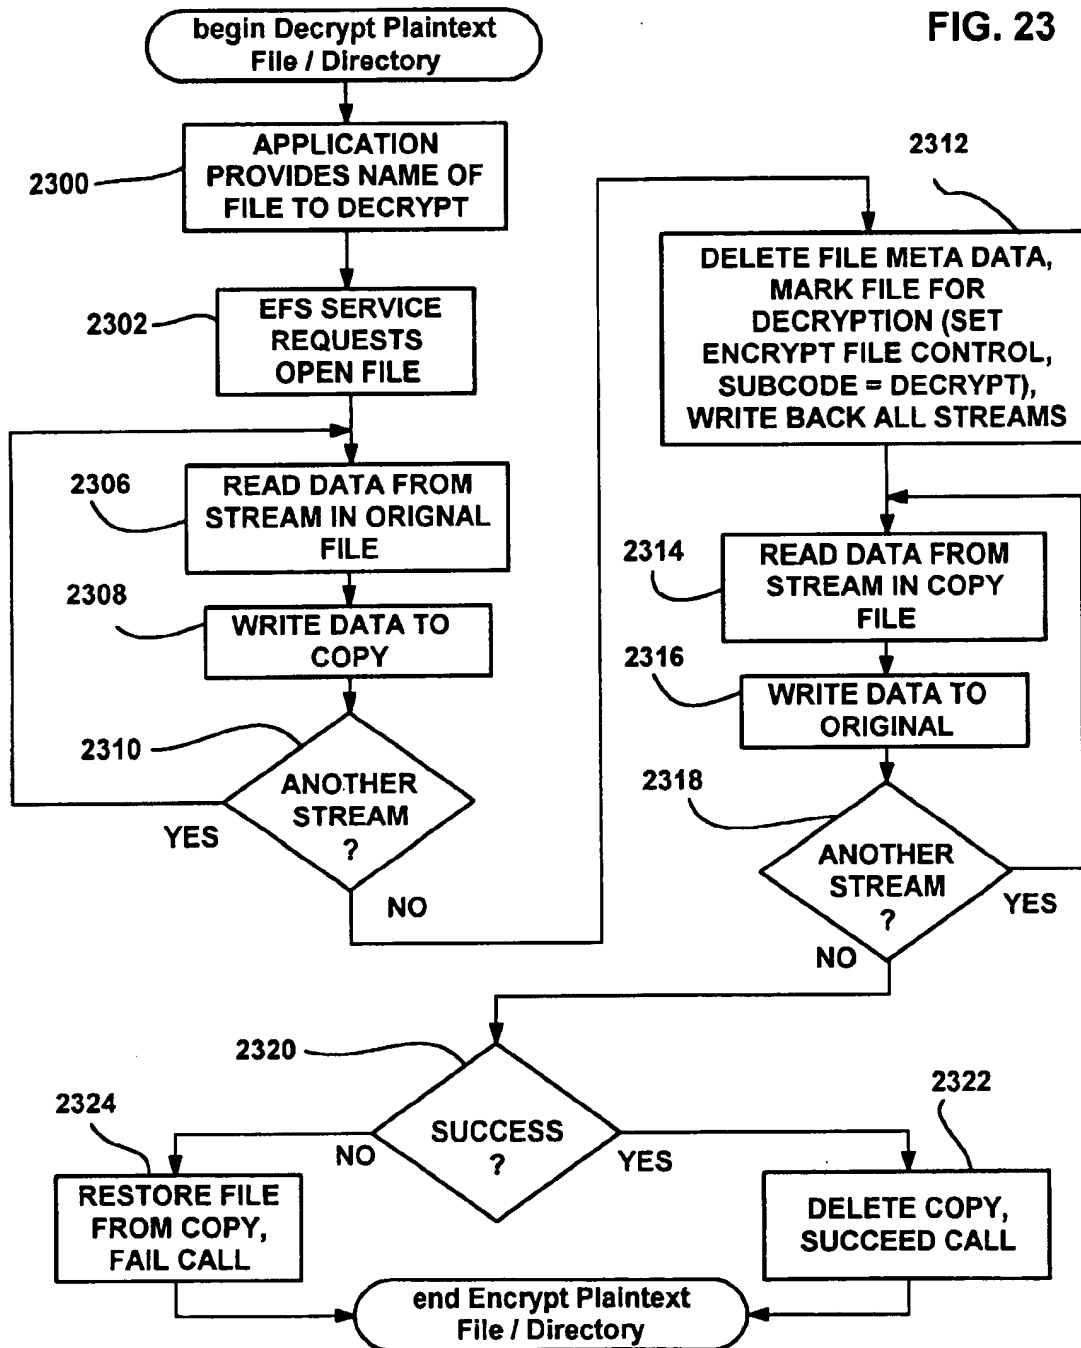 FIG. 23
begin Decrypt Plaintext
File / Directory
2300
APPLICATION
PROVIDES NAME OF
FILE TO DECRYPT
2302
EFS SERVICE
REQUESTS
OPEN FILE
2306
READ DATA FROM
STREAM IN ORIGNAL
FILE
2308
WRITE DATA TO
COPY
2310
ANOTHER
STREAM
?
YES
NO
2312
DELETE FILE META DATA,
MARK FILE FOR
DECRYPTION (SET
ENCRYPT FILE CONTROL,
SUBCODE = DECRYPT),
WRITE BACK ALL STREAMS
2314
READ DATA FROM
STREAM IN COPY
FILE
2316
WRITE DATA TO
ORIGINAL
2318
ANOTHER
STREAM
?
YES
NO
2320
SUCCESS
?
NO
YES
2324
RESTORE FILE
FROM COPY,
FAIL CALL
2322
DELETE COPY,
SUCCEED CALL
end Encrypt Plaintext
File / Directory